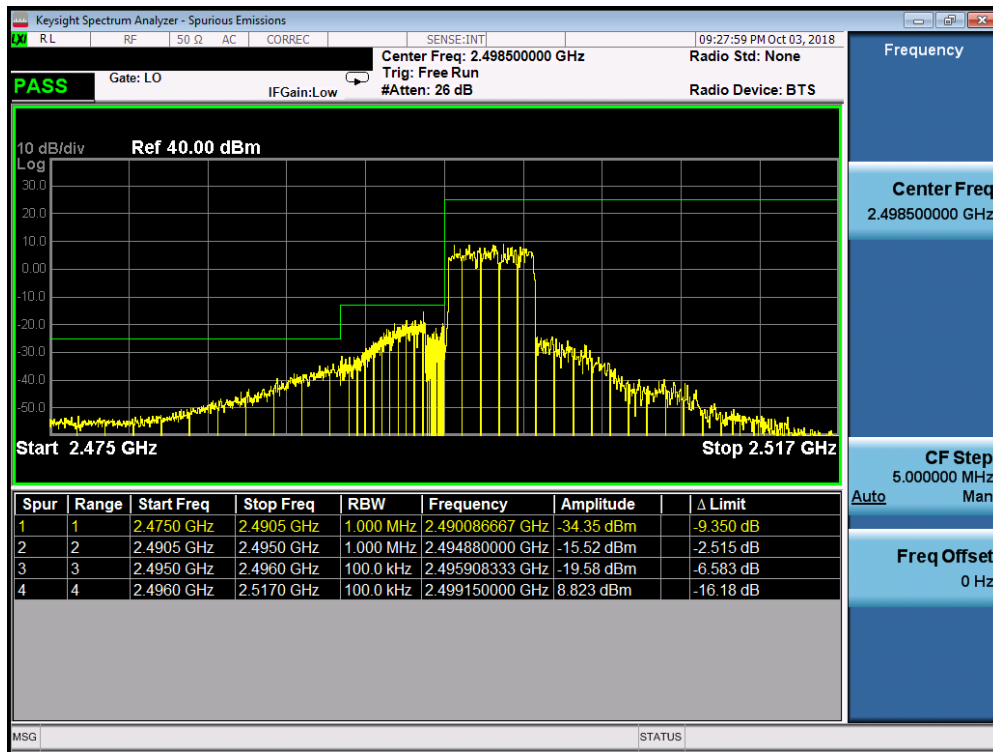 Keysight Spectrum Analyzer - Spurious Emissions
LXI RL RF 50 Ω AC CORREC SENSE:INT 09:27:59 PM Oct 03, 2018
Center Freq: 2.498500000 GHz Radio Std: None
PASS Gate: LO Trig: Free Run
IFGain:Low #Atten: 26 dB Radio Device: BTS
10 dB/div Ref 40.00 dBm
Log
30.0
20.0
10.0
0.00
-10.0
-20.0
-30.0
-40.0
-50.0
Start 2.475 GHz Stop 2.517 GHz
Spur Range Start Freq Stop Freq RBW Frequency Amplitude Δ Limit
1 1 2.4750 GHz 2.4905 GHz 1.000 MHz 2.490086667 GHz -34.35 dBm -9.350 dB
2 2 2.4905 GHz 2.4950 GHz 1.000 MHz 2.494880000 GHz -15.52 dBm -2.515 dB
3 3 2.4950 GHz 2.4960 GHz 100.0 kHz 2.495908333 GHz -19.58 dBm -6.583 dB
4 4 2.4960 GHz 2.5170 GHz 100.0 kHz 2.499150000 GHz 8.823 dBm -16.18 dB
MSG STATUS
Frequency
Center Freq
2.498500000 GHz
CF Step
5.000000 MHz
Auto Man
Freq Offset
0 Hz